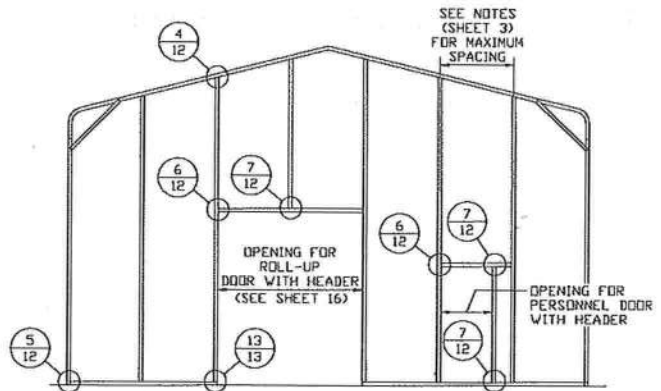 4
12
SEE NOTES
(SHEET 3)
FOR MAXIMUM
SPACING
6
12
7
12
OPENING FOR
ROLL-UP
DOOR WITH HEADER
(SEE SHEET 16)
6
12
7
12
OPENING FOR
PERSONNEL DOOR
WITH HEADER
5
12
13
13
7
12